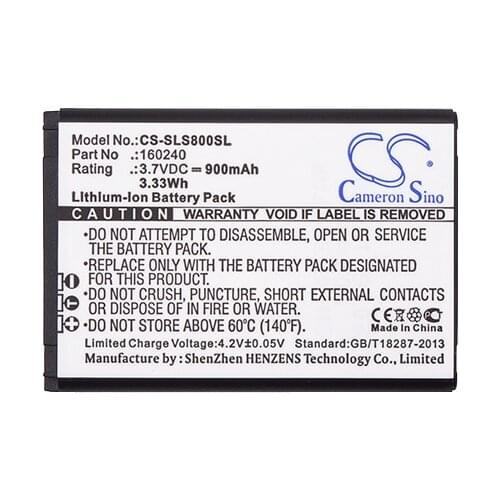 Model No.:CS-SLS800SL
Part No :160240
Rating :3.7VDC ⎓ 900mAh
3.33Wh
Lithium-Ion Battery Pack
CS
Cameron Sino
CAUTION WARRANTY VOID IF LABEL IS REMOVED
DO NOT ATTEMPT TO DISASSEMBLE OR SERVICE
THE BATTERY PACK
REPLACE ONLY WITH THE BATTERY PACK DESIGNATED
FOR YOUR PRODUCT
DO NOT CRUSH, PUNCTURE, SHORT EXTERNAL CONTACTS,
OR DISPOSE OF IN FIRE OR WATER
DO NOT STORE ABOVE 60°C (140°F)
Made In China
Limited Charge Voltage:4.2V±0.05V Standard:GB/T18287-2013
Manufacture by : ShenZhen HENZENS Technology Co., Ltd.